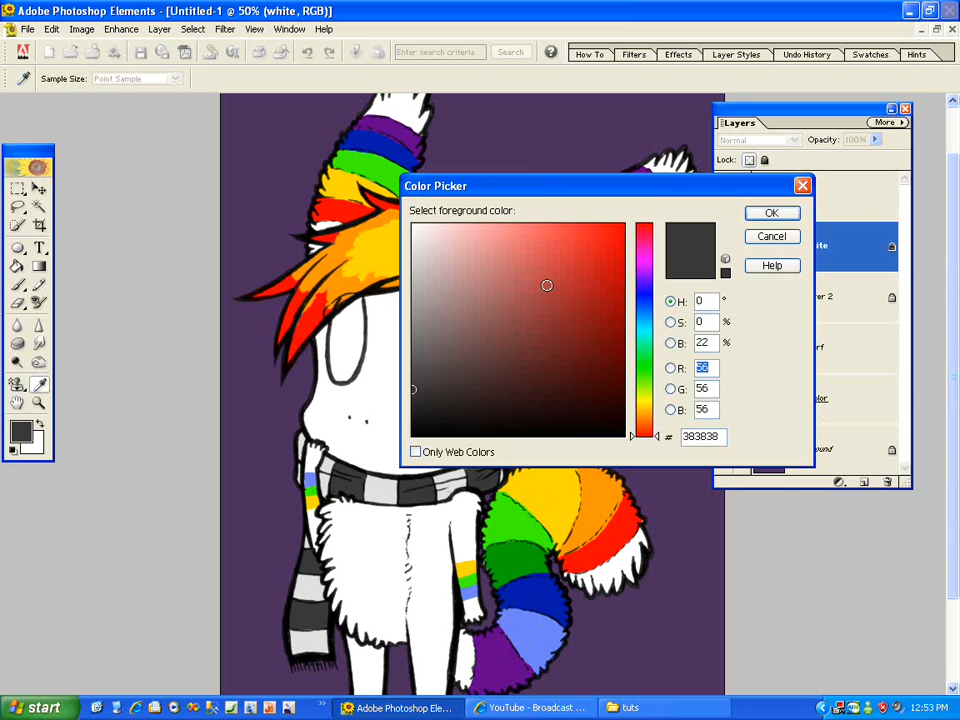 Adobe Photoshop Elements - [Untitled-1 @ 50% (white, RGB)]
File Edit Image Enhance Layer Select Filter View Window Help
Enter search criteria Search How To Filters Effects Layer Styles Undo History Swatches Hints
Sample Size: Point Sample
Layers More
Normal Opacity: 100%
Lock:
Color Picker
Select foreground color:
OK
Cancel
Help
H: 0 °
S: 0 %
B: 22 %
R: 56
G: 56
B: 56
# 383838
Only Web Colors
start Adobe Photoshop Ele... YouTube - Broadcast ... tuts 12:53 PM